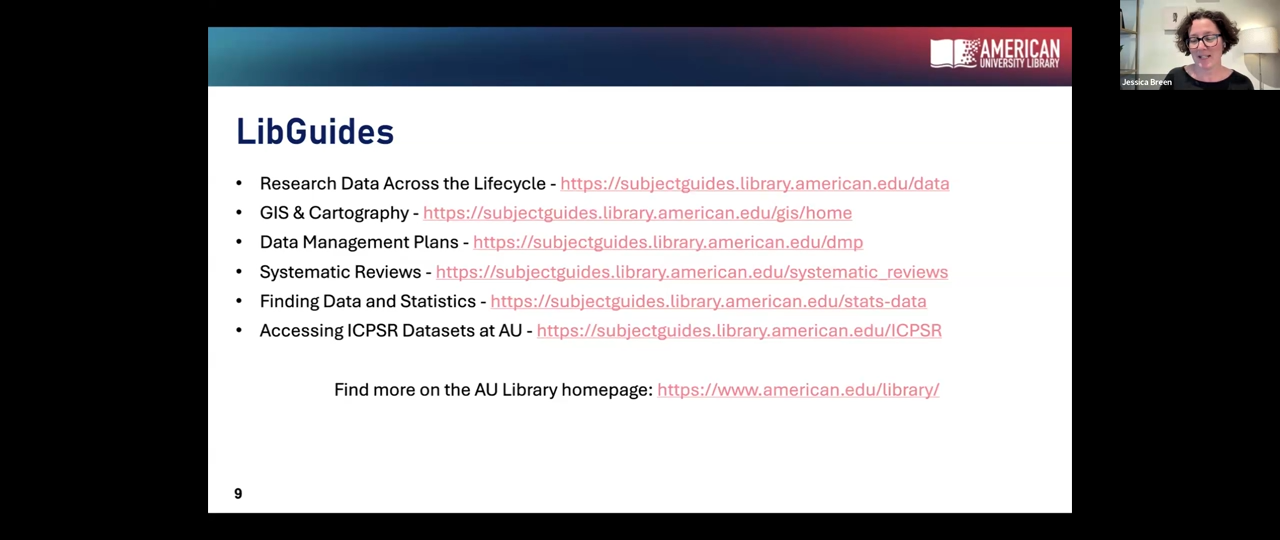 AMERICAN
UNIVERSITY LIBRARY
Jessica Breen
LibGuides
• Research Data Across the Lifecycle - https://subjectguides.library.american.edu/data
• GIS & Cartography - https://subjectguides.library.american.edu/gis/home
• Data Management Plans - https://subjectguides.library.american.edu/dmp
• Systematic Reviews - https://subjectguides.library.american.edu/systematic_reviews
• Finding Data and Statistics - https://subjectguides.library.american.edu/stats-data
• Accessing ICPSR Datasets at AU - https://subjectguides.library.american.edu/ICPSR
Find more on the AU Library homepage: https://www.american.edu/library/
9